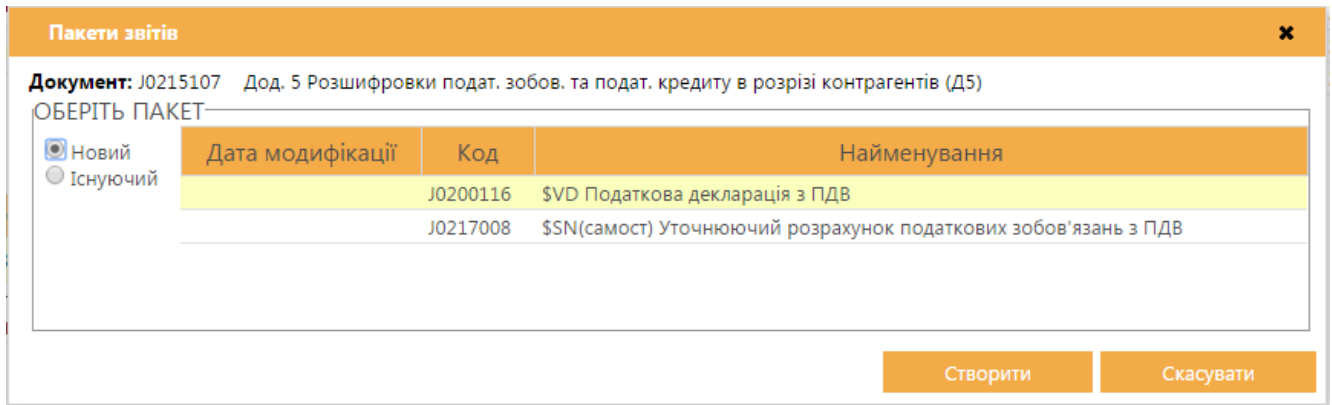 Пакети звітів
Документ: J0215107 Дод. 5 Розшифровки подат. зобов. та подат. кредиту в розрізі контрагентів (Д5)
ОБЕРІТЬ ПАКЕТ
Новий
Існуючий
Дата модифікації Код Найменування
J0200116 $VD Податкова декларація з ПДВ
J0217008 $SN(самост) Уточнюючий розрахунок податкових зобов'язань з ПДВ
Створити Скасувати